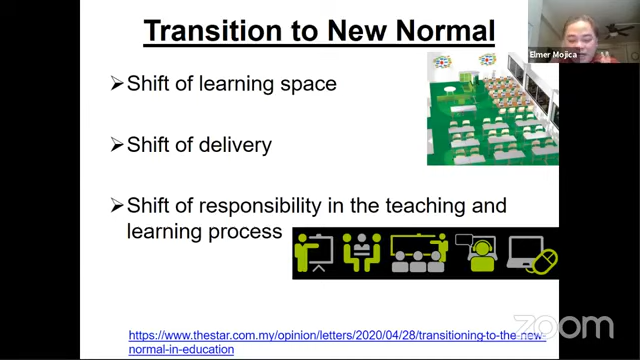 Transition to New Normal
Elmer Mojica
➢Shift of learning space
➢Shift of delivery
➢Shift of responsibility in the teaching and
learning process
zoom
https://www.thestar.com.my/opinion/letters/2020/04/28/transitioning-to-the-new-
normal-in-education